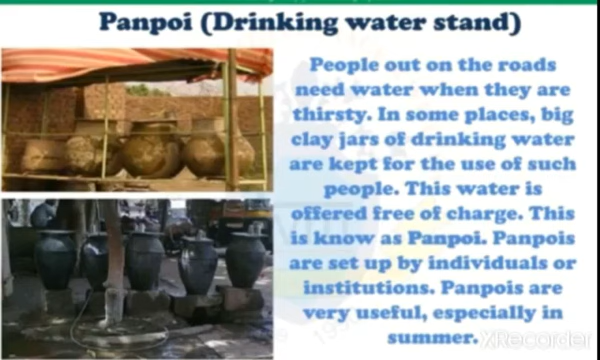 Panpoi (Drinking water stand)
People out on the roads
need water when they are
thirsty. In some places, big
clay jars of drinking water
are kept for the use of such
people. This water is
offered free of charge. This
is know as Panpoi. Panpois
are set up by individuals or
institutions. Panpois are
very useful, especially in
summer.
XRecorder